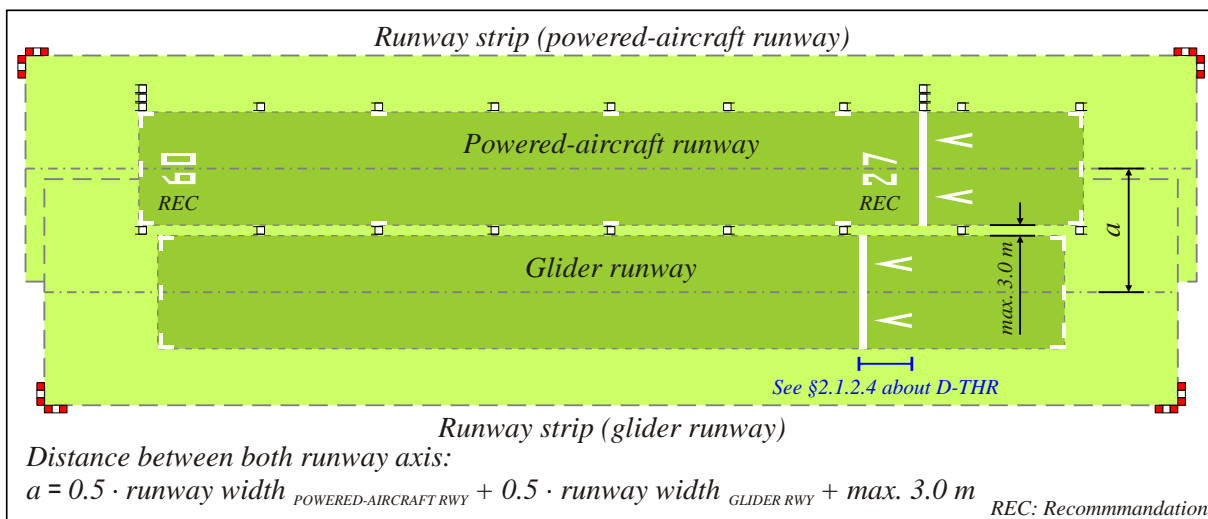 Runway strip (powered-aircraft runway)
Powered-aircraft runway
09
REC
27
REC
Glider runway
max. 3.0 m
a
See §2.1.2.4 about D-THR
Runway strip (glider runway)
Distance between both runway axis:
a = 0.5 · runway width POWERED-AIRCRAFT RWY + 0.5 · runway width GLIDER RWY + max. 3.0 m
REC: Recommmandation